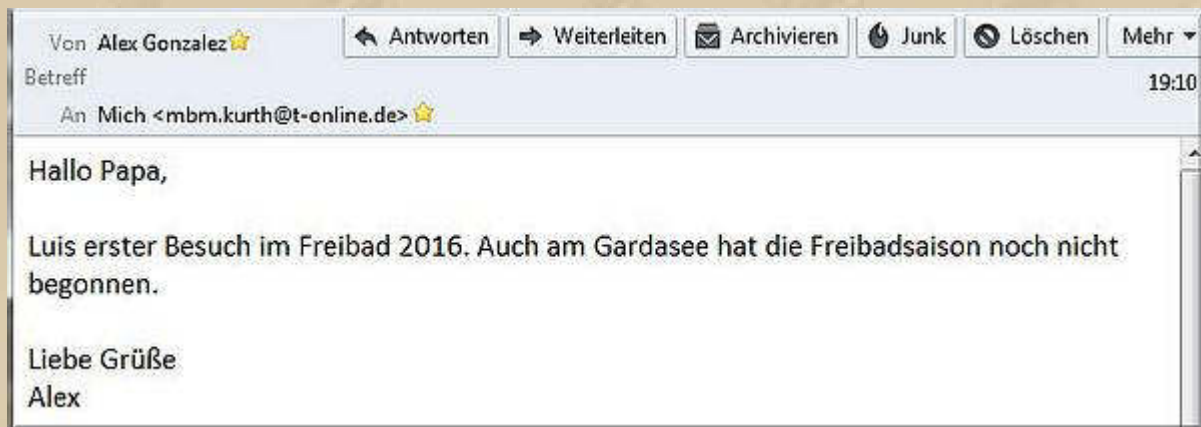 Von Alex Gonzalez Antworten Weiterleiten Archivieren Junk Löschen Mehr
Betreff 19:10
An Mich <mbm.kurth@t-online.de>
Hallo Papa,
Luis erster Besuch im Freibad 2016. Auch am Gardasee hat die Freibadsaison noch nicht
begonnen.
Liebe Grüße
Alex